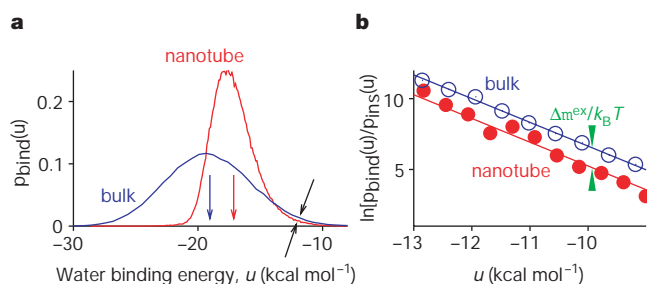 a
nanotube
bulk
0.2
0.1
0
p_bind(u)
−30
−20
−10
Water binding energy, u (kcal mol⁻¹)
b
bulk
Δm^ex/k_BT
nanotube
10
5
ln[p_bind(u)/p_ins(u)
−13
−12
−11
−10
u (kcal mol⁻¹)